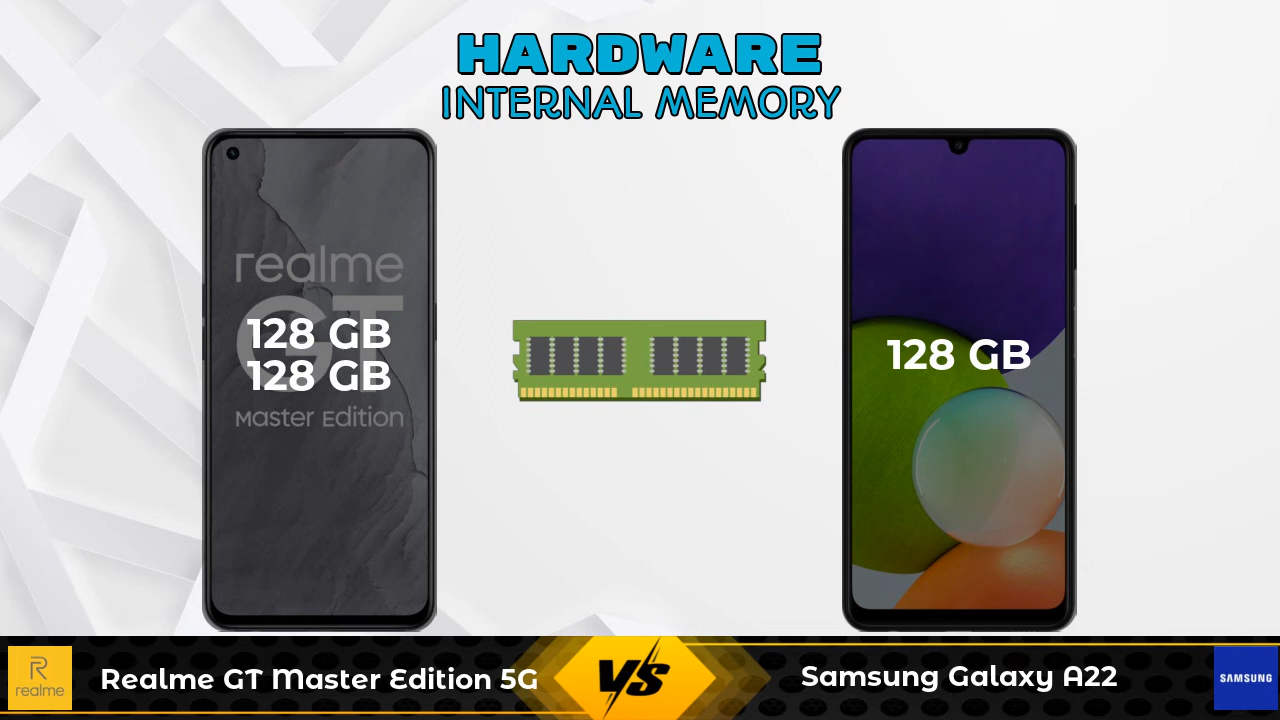 HARDWARE
INTERNAL MEMORY
realme
GT
128 GB
128 GB
Master Edition
128 GB
R
realme
Realme GT Master Edition 5G
VS
Samsung Galaxy A22
SAMSUNG